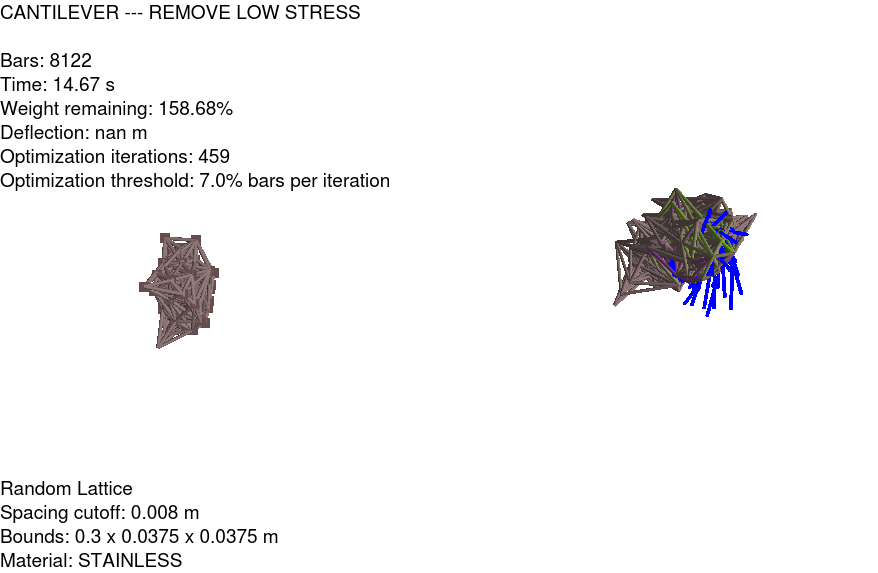 CANTILEVER --- REMOVE LOW STRESS
Bars: 8122
Time: 14.67 s
Weight remaining: 158.68%
Deflection: nan m
Optimization iterations: 459
Optimization threshold: 7.0% bars per iteration
Random Lattice
Spacing cutoff: 0.008 m
Bounds: 0.3 x 0.0375 x 0.0375 m
Material: STAINLESS